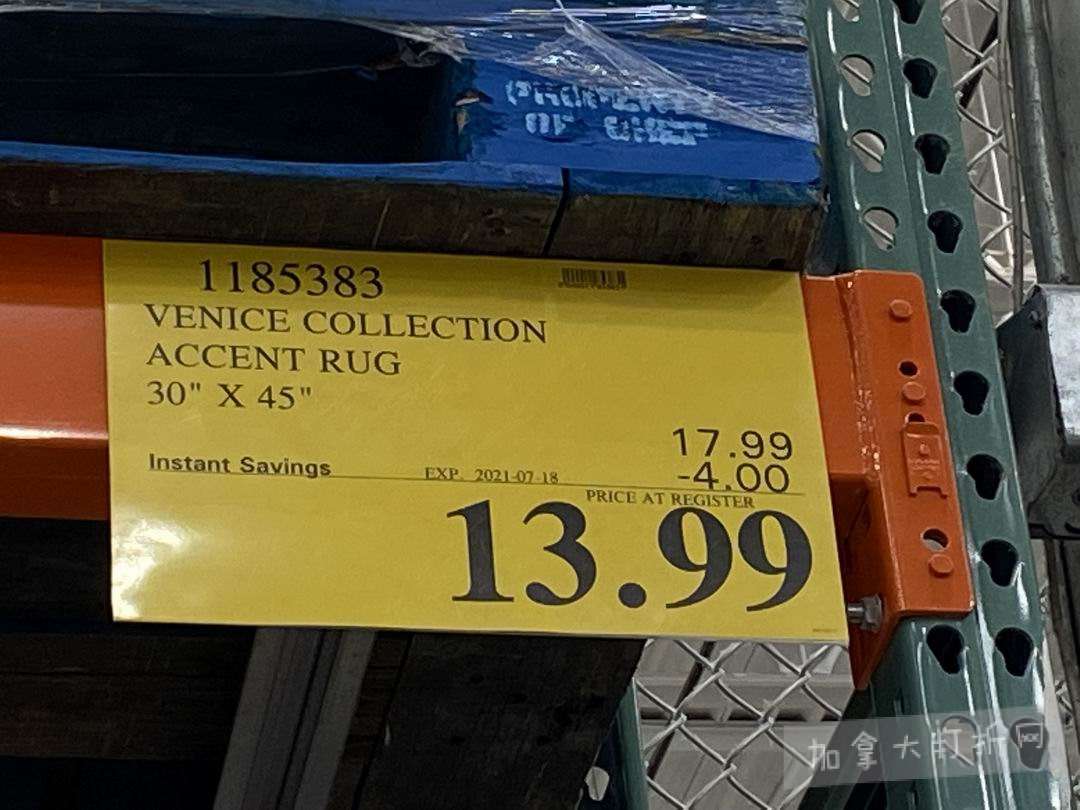 PROPERTY
OF CHEP
1185383
VENICE COLLECTION
ACCENT RUG
30" X 45"
17.99
Instant Savings EXP. 2021-07-18 -4.00
PRICE AT REGISTER
13.99
加拿大打折网